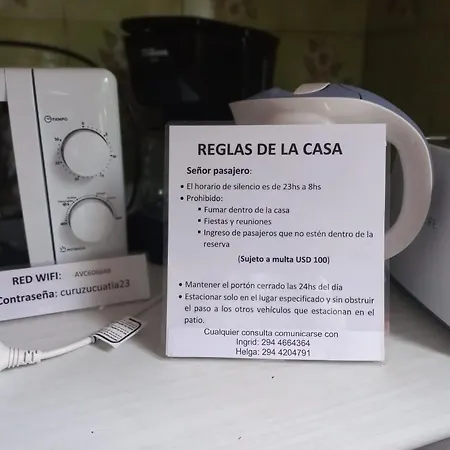 TIEMPO
REGLAS DE LA CASA
Señor pasajero:
• El horario de silencio es de 23hs a 8hs
• Prohibido:
▪ Fumar dentro de la casa
▪ Fiestas y reuniones
▪ Ingreso de pasajeros que no estén dentro de la
reserva
(Sujeto a multa USD 100)
• Mantener el portón cerrado las 24hs del día
• Estacionar solo en el lugar especificado y sin obstruir
el paso a los otros vehículos que estacionan en el
patio.
Cualquier consulta comunicarse con
Ingrid: 294 4664364
Helga: 294 4204791
RED WIFI:
Contraseña: curuzucuatia23